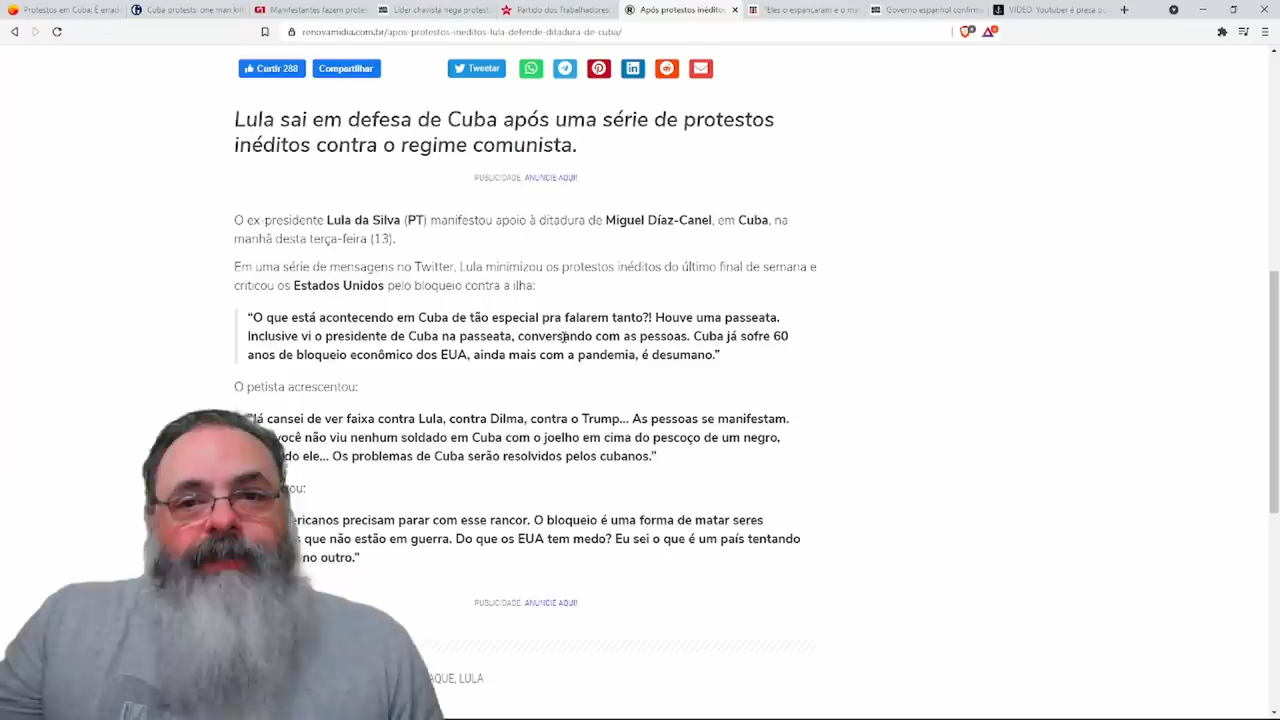 Protestos em Cuba: É errado
Cuba protests: one man kille
Manifestantes fazem protes
Líder chavista nega protest
Partido dos Trabalhadores
Após protestos inédito
"Eles o espancaram e o ma
Governo espanhol confirm
VÍDEO: Youtuber é presa du
renovamidia.com.br/apos-protestos-ineditos-lula-defende-ditadura-de-cuba/
Curtir 288
Compartilhar
Tweetar
Lula sai em defesa de Cuba após uma série de protestos
inéditos contra o regime comunista.
PUBLICIDADE. ANUNCIE AQUI!
O ex-presidente Lula da Silva (PT) manifestou apoio à ditadura de Miguel Díaz-Canel, em Cuba, na
manhã desta terça-feira (13).
Em uma série de mensagens no Twitter, Lula minimizou os protestos inéditos do último final de semana e
criticou os Estados Unidos pelo bloqueio contra a ilha:
“O que está acontecendo em Cuba de tão especial pra falarem tanto?! Houve uma passeata.
Inclusive vi o presidente de Cuba na passeata, conversando com as pessoas. Cuba já sofre 60
anos de bloqueio econômico dos EUA, ainda mais com a pandemia, é desumano.”
O petista acrescentou:
Já cansei de ver faixa contra Lula, contra Dilma, contra o Trump... As pessoas se manifestam.
você não viu nenhum soldado em Cuba com o joelho em cima do pescoço de um negro,
do ele... Os problemas de Cuba serão resolvidos pelos cubanos.”
ou:
ricanos precisam parar com esse rancor. O bloqueio é uma forma de matar seres
s que não estão em guerra. Do que os EUA tem medo? Eu sei o que é um país tentando
no outro.”
PUBLICIDADE. ANUNCIE AQUI!
AQUE, LULA